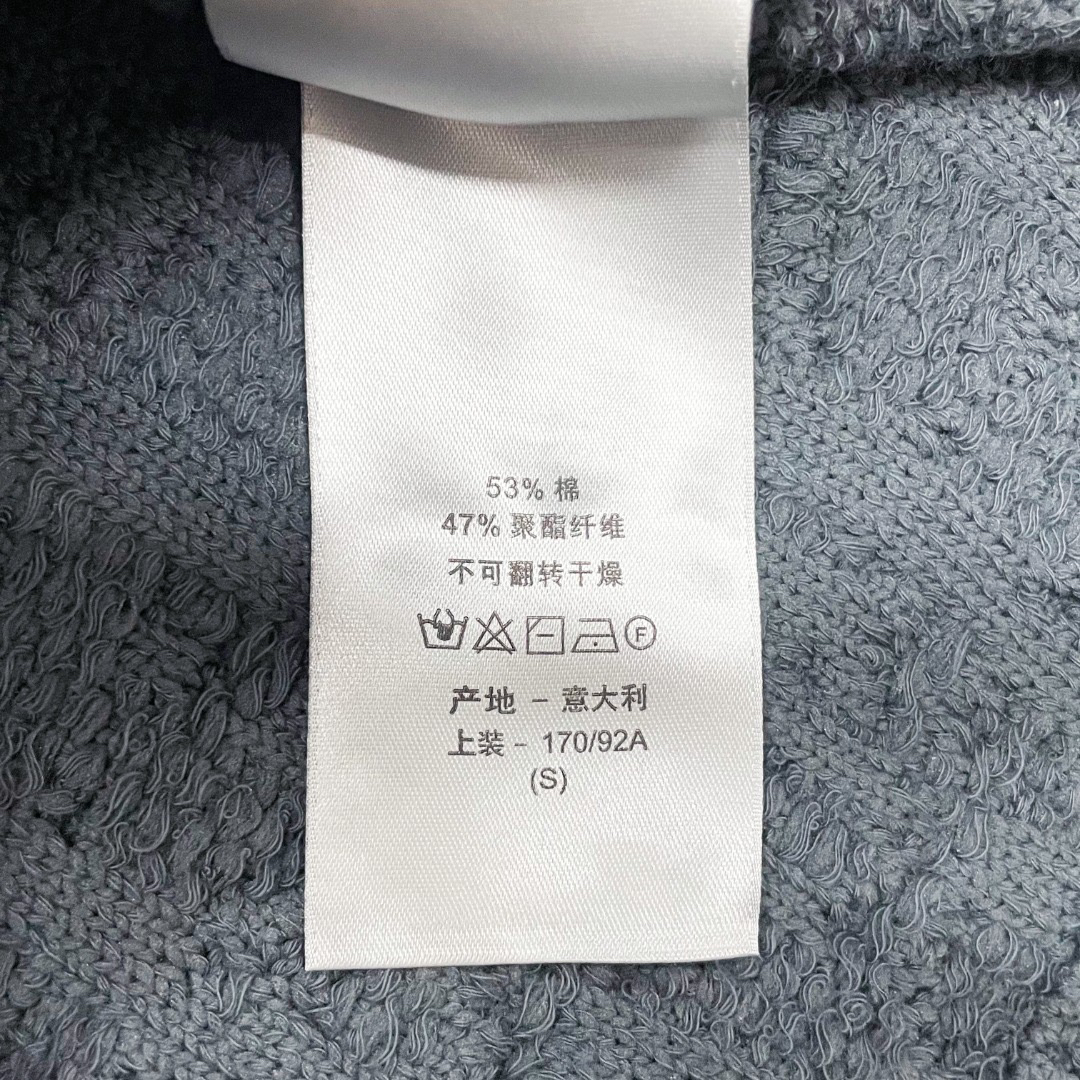 53% 棉
47% 聚酯纤维
不可翻转干燥
F
产地 - 意大利
上装 - 170/92A
(S)